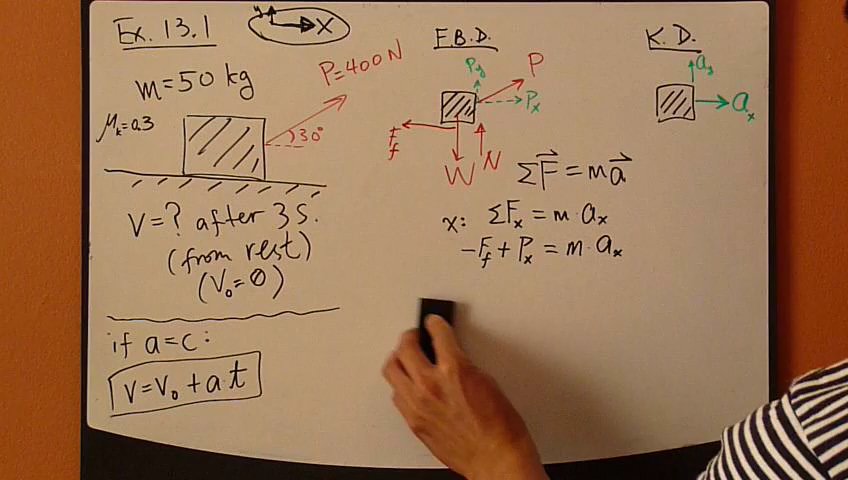 Ex. 13.1
y
x
m=50 kg
P=400N
μk=0.3
30°
V=? after 3 s.
(from rest)
(V₀=0)
if a=c:
V=V₀+a·t
F.B.D.
Py
P
Px
Ff
W
N
K.D.
ay
ax
ΣF⃗ = ma⃗
x: ΣFx = m·ax
-Ff+Px = m·ax